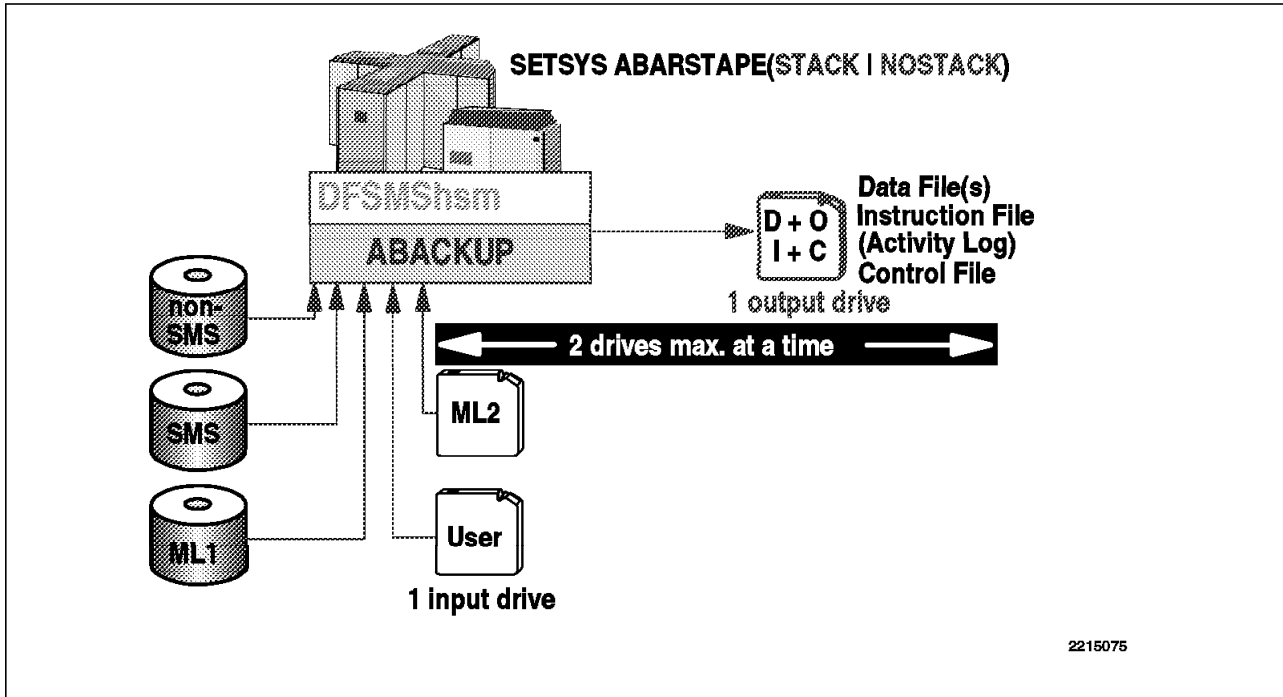 SETSYS ABARSTAPE(STACK I NOSTACK)
DFSMShsm
ABACKUP
D + O
I + C
Data File(s)
Instruction File
(Activity Log)
Control File
1 output drive
non-
SMS
2 drives max. at a time
SMS
ML2
ML1
User
1 input drive
2215075